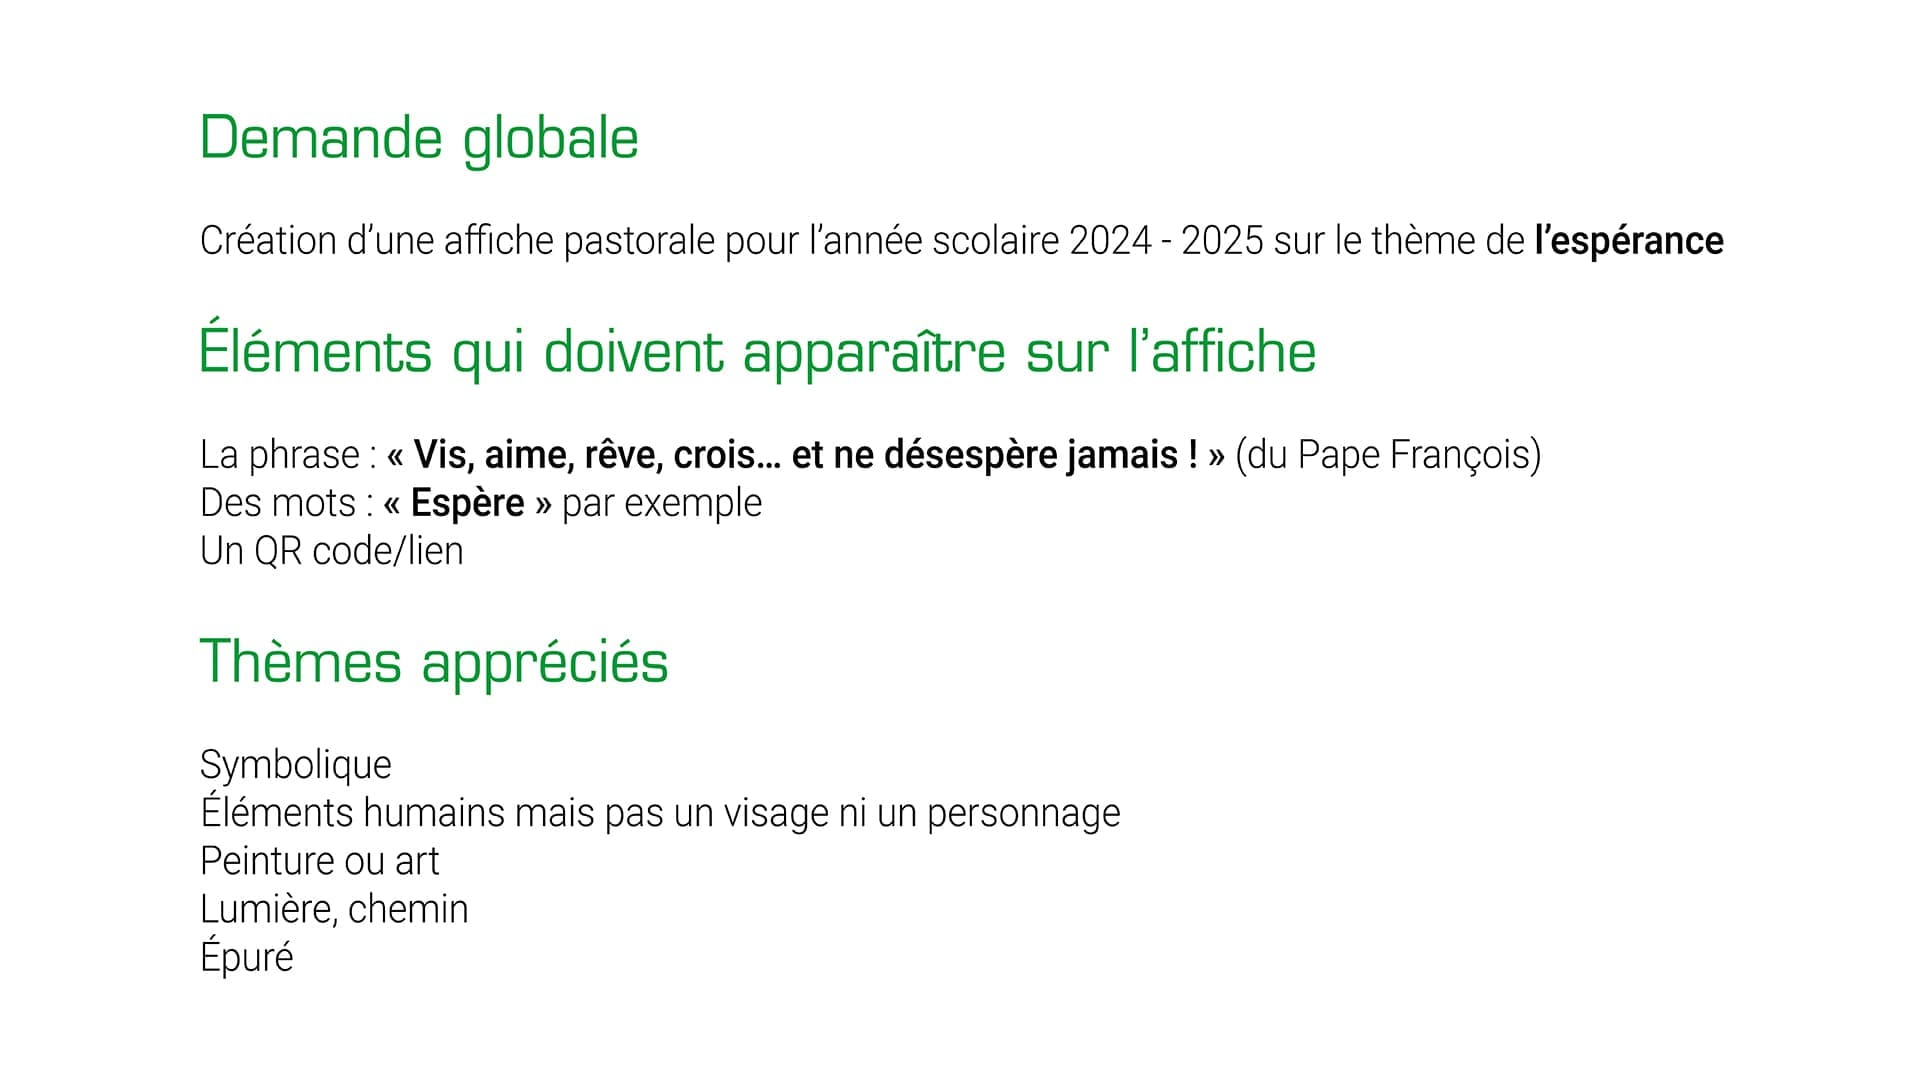 Demande globale
Création d’une affiche pastorale pour l’année scolaire 2024 - 2025 sur le thème de l’espérance
Éléments qui doivent apparaître sur l’affiche
La phrase : « Vis, aime, rêve, crois... et ne désespère jamais ! » (du Pape François)
Des mots : « Espère » par exemple
Un QR code/lien
Thèmes appréciés
Symbolique
Éléments humains mais pas un visage ni un personnage
Peinture ou art
Lumière, chemin
Épuré